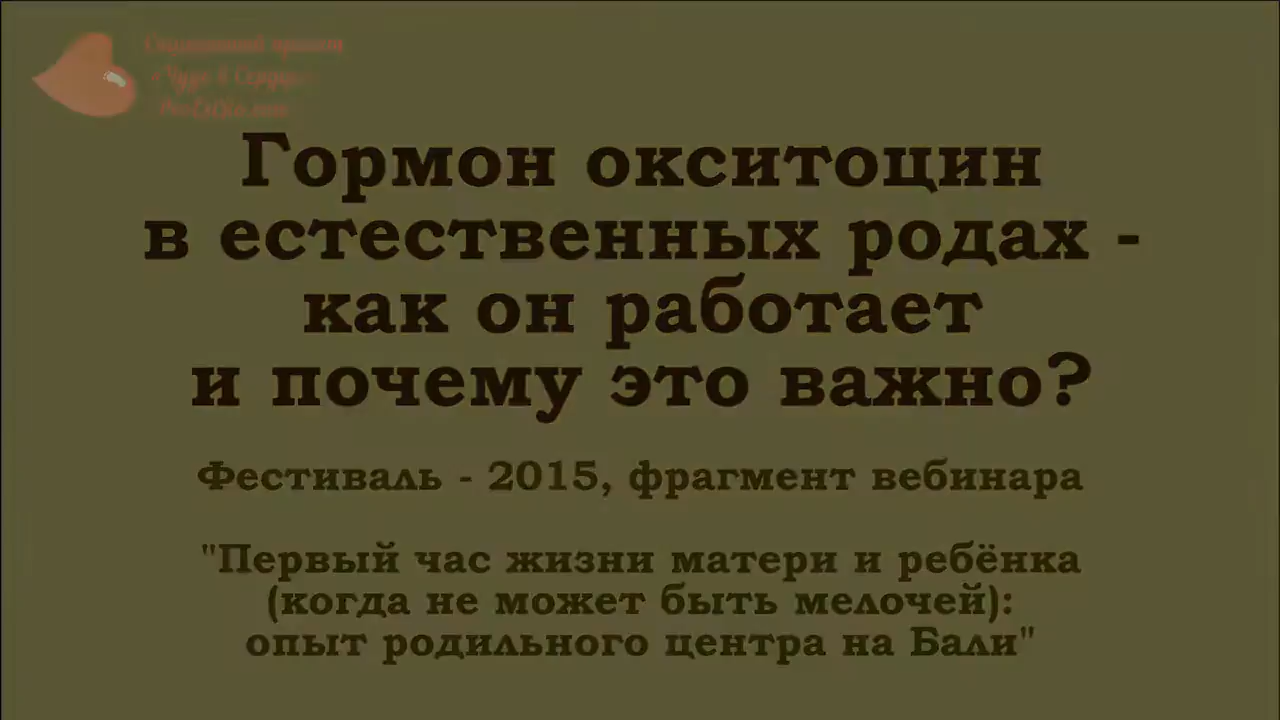 Гормон окситоцин
в естественных родах -
как он работает
и почему это важно?
Фестиваль - 2015, фрагмент вебинара
"Первый час жизни матери и ребёнка
(когда не может быть мелочей):
опыт родильного центра на Бали"